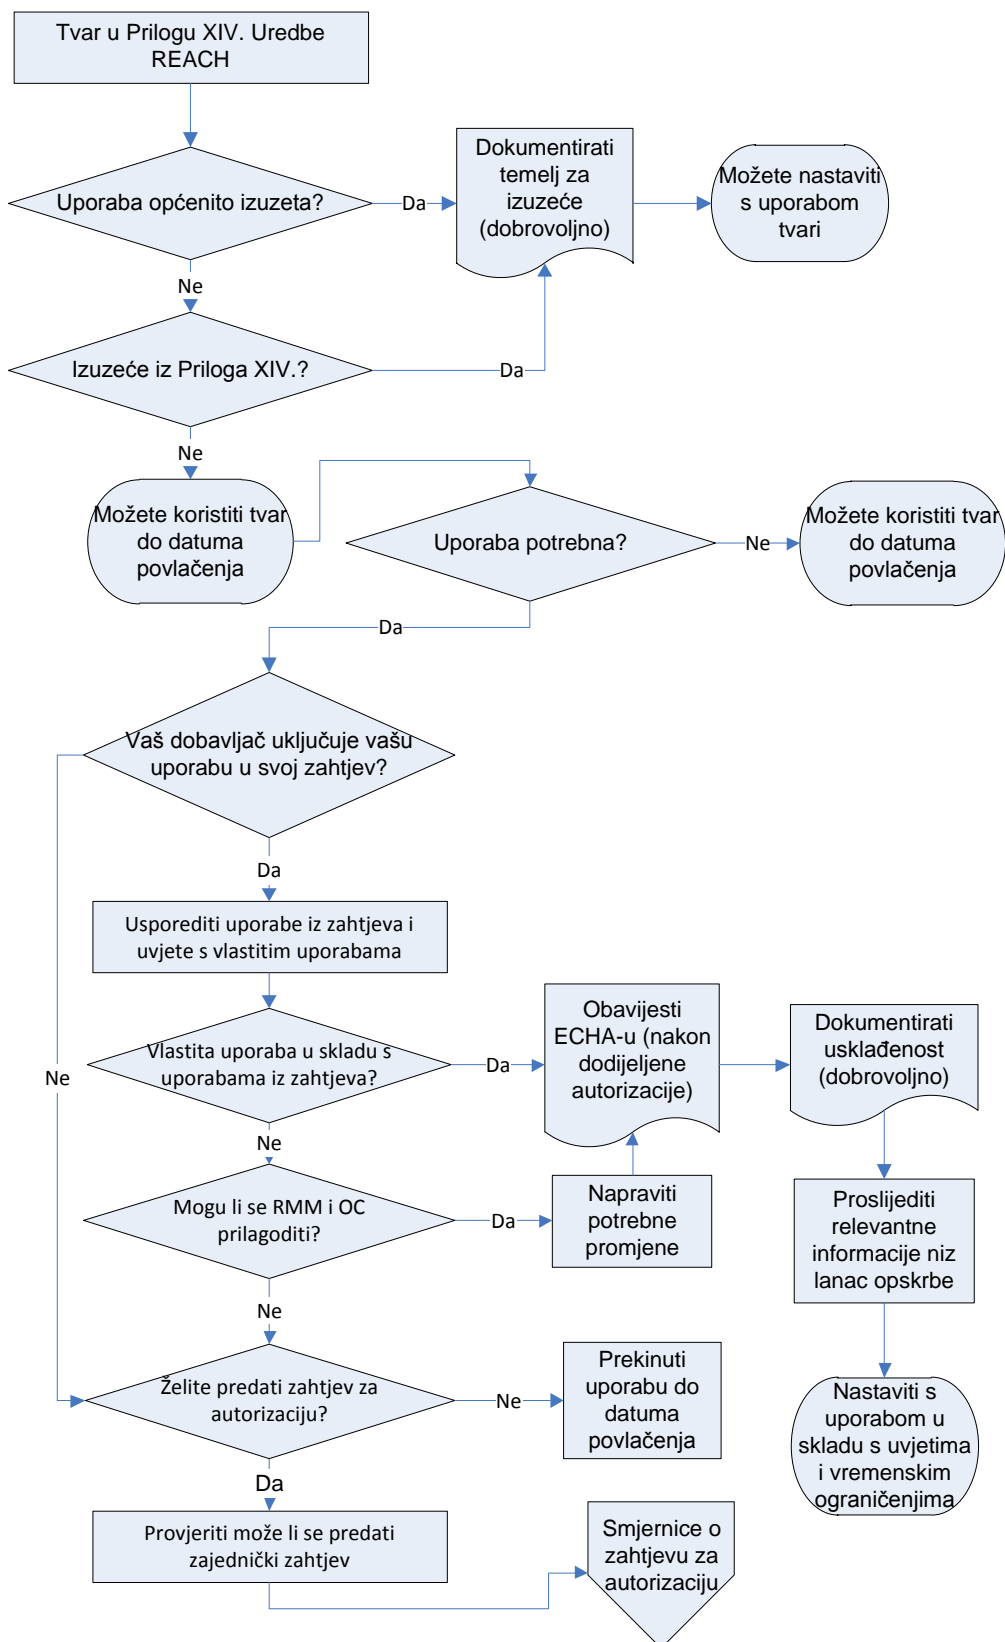 Tvar u Prilogu XIV. Uredbe
REACH
Uporaba općenito izuzeta?
Da
Dokumentirati
temelj za
izuzeće
(dobrovoljno)
Možete nastaviti
s uporabom
tvari
Ne
Izuzeće iz Priloga XIV.?
Da
Ne
Možete koristiti tvar
do datuma
povlačenja
Uporaba potrebna?
Ne
Možete koristiti tvar
do datuma
povlačenja
Da
Vaš dobavljač uključuje vašu
uporabu u svoj zahtjev?
Da
Ne
Usporediti uporabe iz zahtjeva i
uvjete s vlastitim uporabama
Vlastita uporaba u skladu s
uporabama iz zahtjeva?
Da
Obavijesti
ECHA-u (nakon
dodijeljene
autorizacije)
Dokumentirati
usklađenost
(dobrovoljno)
Ne
Mogu li se RMM i OC
prilagoditi?
Da
Napraviti
potrebne
promjene
Proslijediti
relevantne
informacije niz
lanac opskrbe
Ne
Želite predati zahtjev za
autorizaciju?
Ne
Prekinuti
uporabu do
datuma
povlačenja
Nastaviti s
uporabom u
skladu s uvjetima
i vremenskim
ograničenjima
Da
Provjeriti može li se predati
zajednički zahtjev
Smjernice o
zahtjevu za
autorizaciju